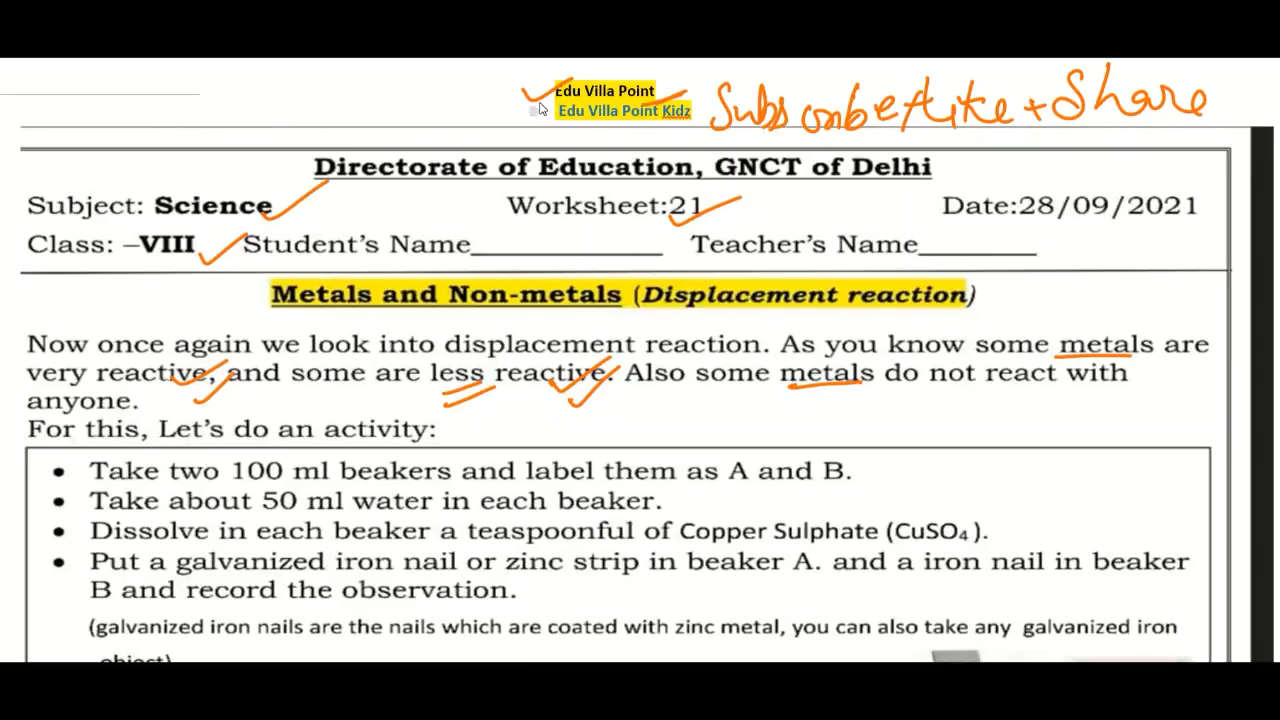 Edu Villa Point
Edu Villa Point Kidz
Subscribe + Like + Share
Directorate of Education, GNCT of Delhi
Subject: Science Worksheet:21 Date:28/09/2021
Class: –VIII Student's Name____________ Teacher's Name________
Metals and Non-metals (Displacement reaction)
Now once again we look into displacement reaction. As you know some metals are
very reactive, and some are less reactive. Also some metals do not react with
anyone.
For this, Let's do an activity:
• Take two 100 ml beakers and label them as A and B.
• Take about 50 ml water in each beaker.
• Dissolve in each beaker a teaspoonful of Copper Sulphate (CuSO₄).
• Put a galvanized iron nail or zinc strip in beaker A. and a iron nail in beaker
B and record the observation.
(galvanized iron nails are the nails which are coated with zinc metal, you can also take any galvanized iron
object)